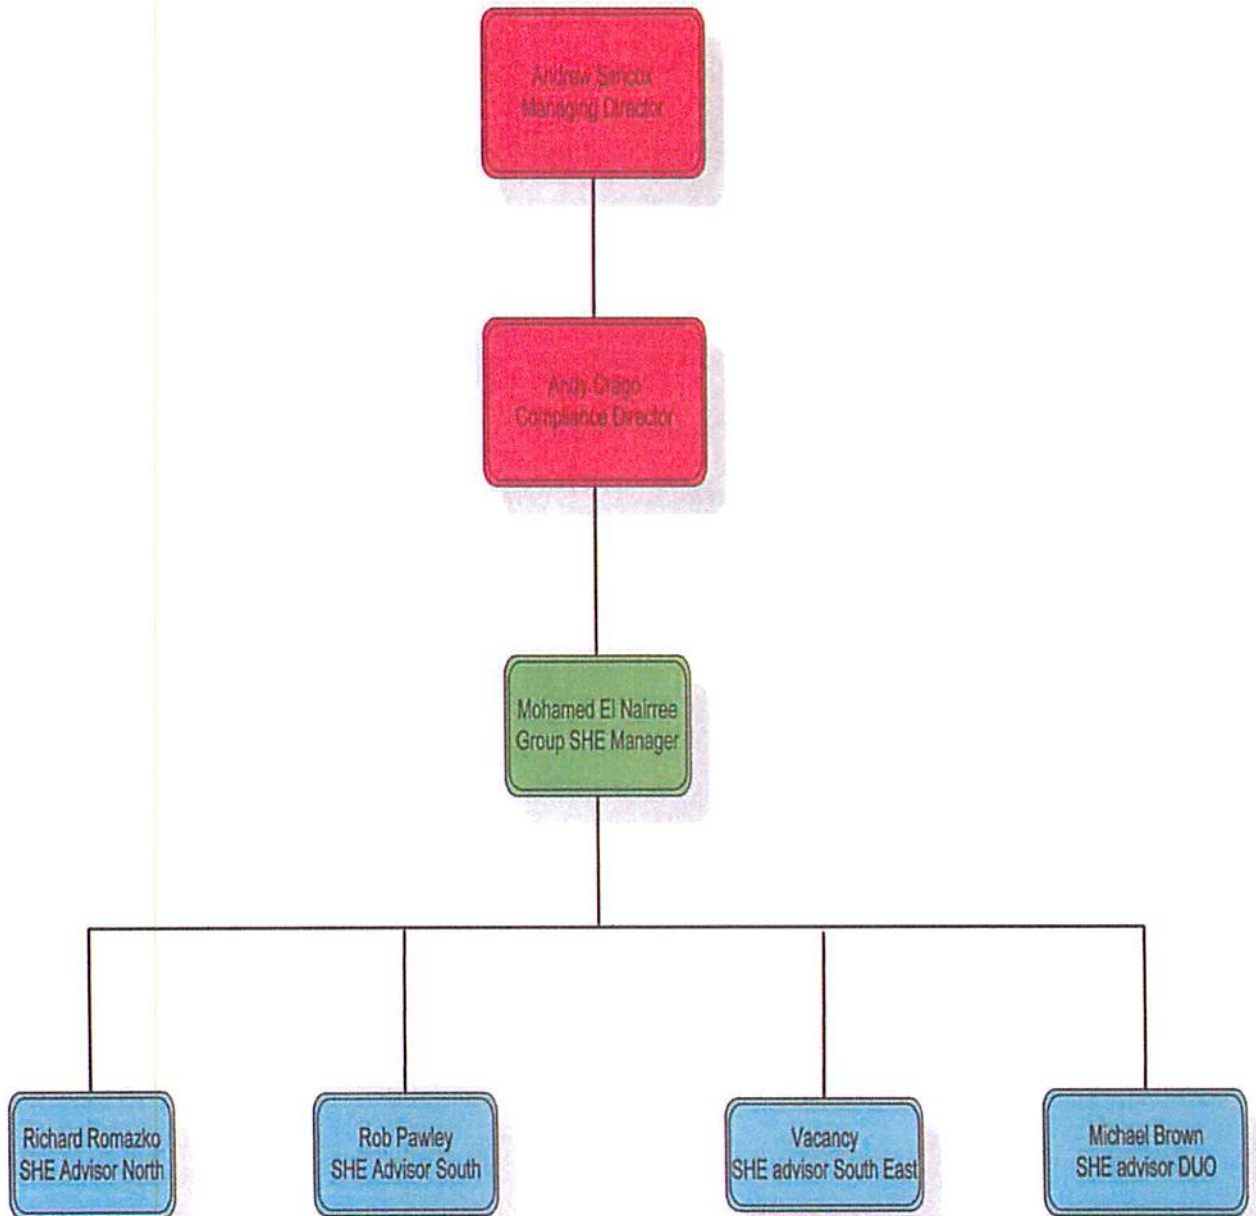 Andrew Simcox
Managing Director
Andy Crago
Compliance Director
Mohamed El Nairree
Group SHE Manager
Richard Romazko
SHE Advisor North
Rob Pawley
SHE Advisor South
Vacancy
SHE advisor South East
Michael Brown
SHE advisor DUO